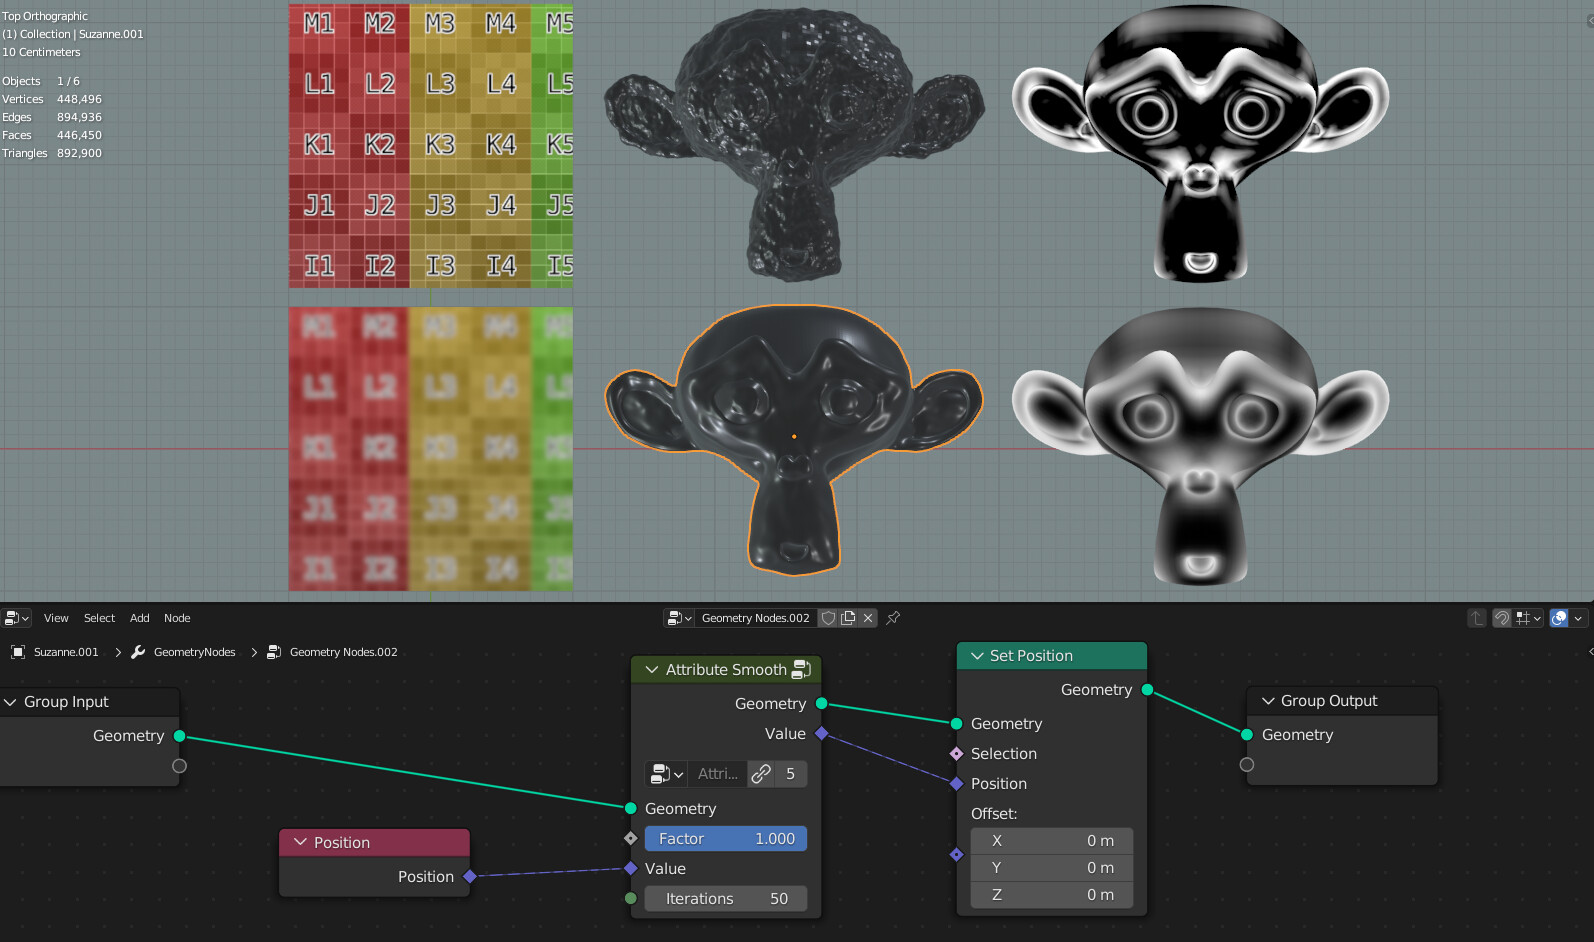 Top Orthographic
(1) Collection | Suzanne.001
10 Centimeters
Objects 1 / 6
Vertices 448,496
Edges 894,936
Faces 446,450
Triangles 892,900
M1 M2 M3 M4 M5
L1 L2 L3 L4 L5
K1 K2 K3 K4 K5
J1 J2 J3 J4 J5
I1 I2 I3 I4 I5
M1 M2 M3 M4
L1 L2 L3 L4
K1 K2 K3 K4
J1 J2 J3 J4
I1 I2 I3 I4
View Select Add Node
Geometry Nodes.002
Suzanne.001 > GeometryNodes > Geometry Nodes.002
Group Input
Geometry
Position
Position
Attribute Smooth
Geometry
Value
Attri... 5
Geometry
Factor 1.000
Value
Iterations 50
Set Position
Geometry
Geometry
Selection
Position
Offset:
X 0 m
Y 0 m
Z 0 m
Group Output
Geometry